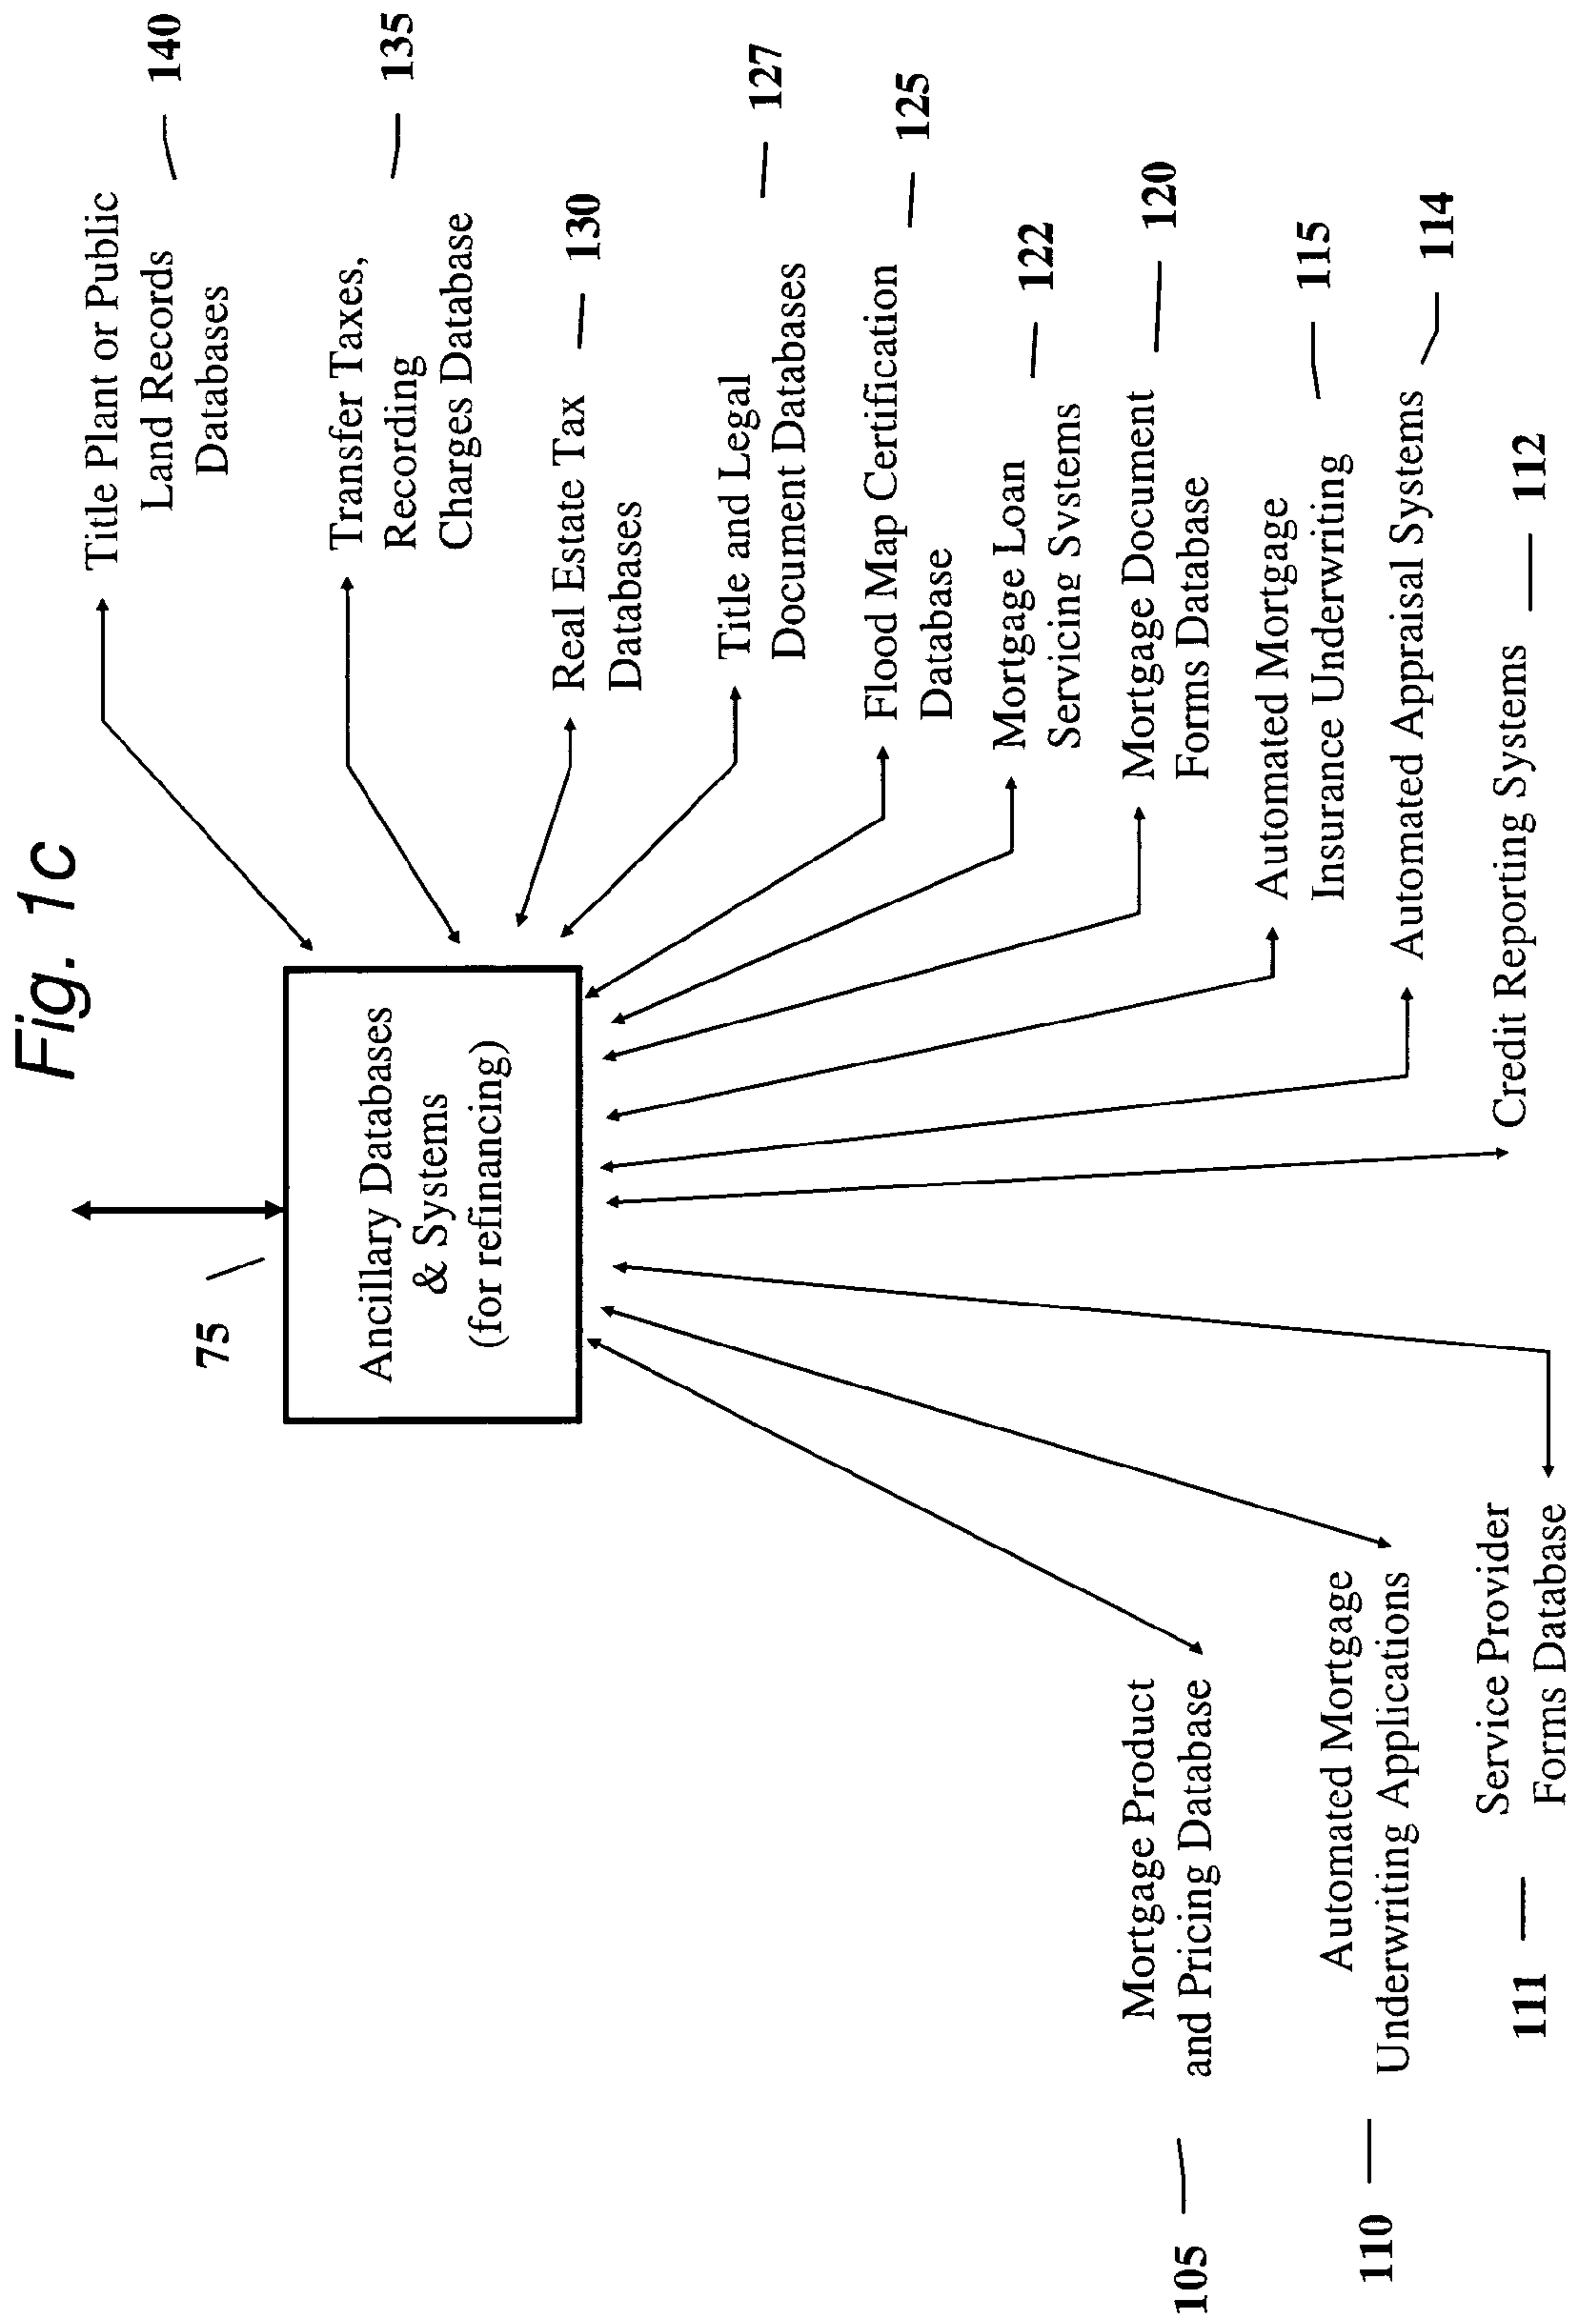 Fig. 1c
75
Ancillary Databases
& Systems
(for refinancing)
Title Plant or Public
Land Records
Databases
140
Transfer Taxes,
Recording
Charges Database
135
Real Estate Tax
Databases
130
Title and Legal
Document Databases
127
Flood Map Certification
Database
125
Mortgage Loan
Servicing Systems
122
Mortgage Document
Forms Database
120
Automated Mortgage
Insurance Underwriting
115
Automated Appraisal Systems
114
Credit Reporting Systems
112
Mortgage Product
and Pricing Database
105
Automated Mortgage
Underwriting Applications
110
Service Provider
Forms Database
111